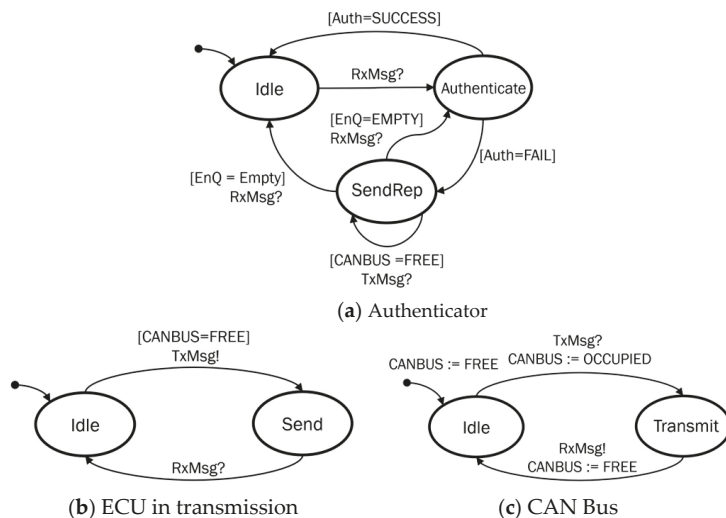 [Auth=SUCCESS]
Idle
RxMsg?
Authenticate
[EnQ=EMPTY]
RxMsg?
[Auth=FAIL]
[EnQ = Empty]
RxMsg?
SendRep
[CANBUS =FREE]
TxMsg?
(a) Authenticator
[CANBUS=FREE]
TxMsg!
Idle
Send
RxMsg?
(b) ECU in transmission
TxMsg?
CANBUS := FREE
CANBUS := OCCUPIED
Idle
Transmit
RxMsg!
CANBUS := FREE
(c) CAN Bus